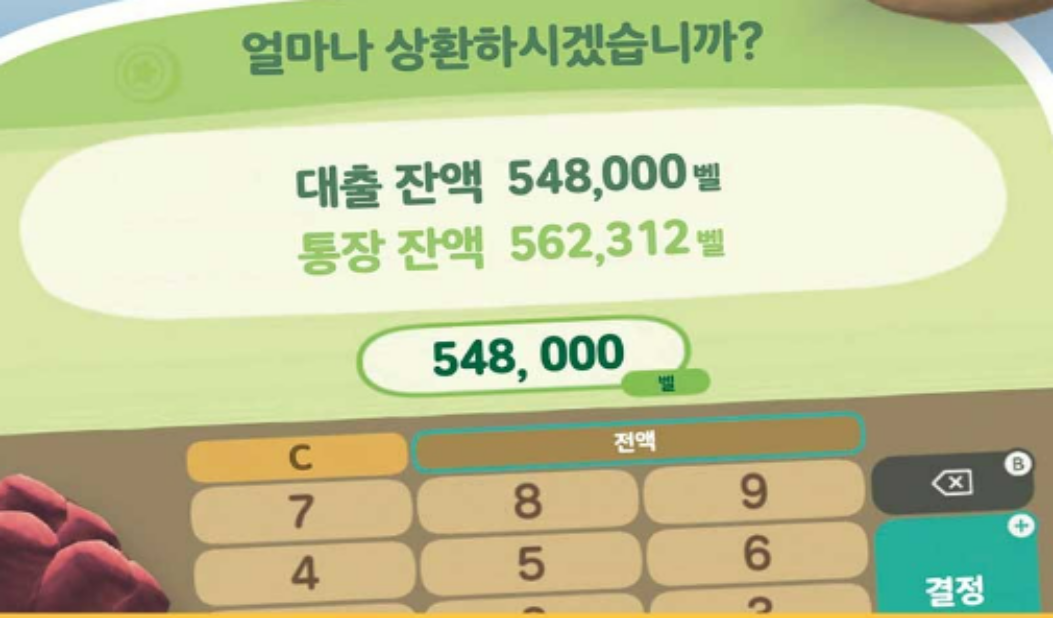 얼마나 상환하시겠습니까?
대출 잔액 548,000벨
통장 잔액 562,312벨
548, 000
벨
C 전액
7 8 9 B
4 5 6 +
결정